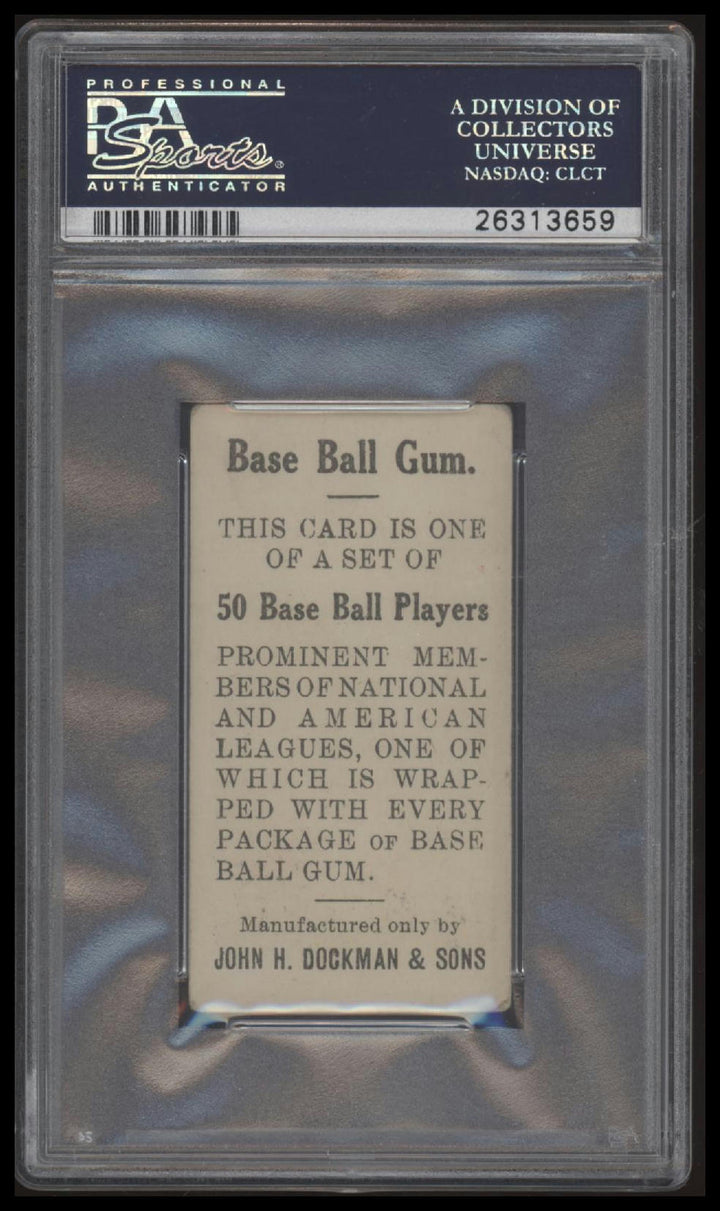 PROFESSIONAL
PSA
Sports
AUTHENTICATOR
A DIVISION OF
COLLECTORS
UNIVERSE
NASDAQ: CLCT
26313659
Base Ball Gum.
THIS CARD IS ONE
OF A SET OF
50 Base Ball Players
PROMINENT MEM-
BERS OF NATIONAL
AND AMERICAN
LEAGUES, ONE OF
WHICH IS WRAP-
PED WITH EVERY
PACKAGE OF BASE
BALL GUM.
Manufactured only by
JOHN H. DOCKMAN & SONS